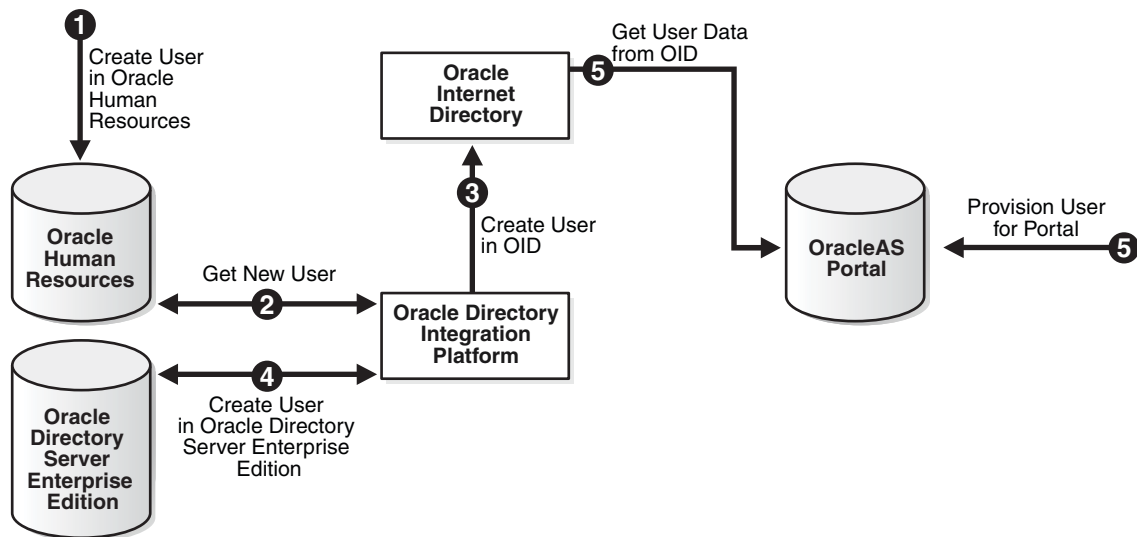 1
Create User
in Oracle
Human
Resources
Oracle
Human
Resources
Get New User
2
Oracle
Directory
Server
Enterprise
Edition
4
Create User
in Oracle Directory
Server Enterprise
Edition
Oracle
Internet
Directory
3
Create User
in OID
Oracle Directory
Integration
Platform
Get User Data
from OID
5
OracleAS
Portal
Provision User
for Portal
5